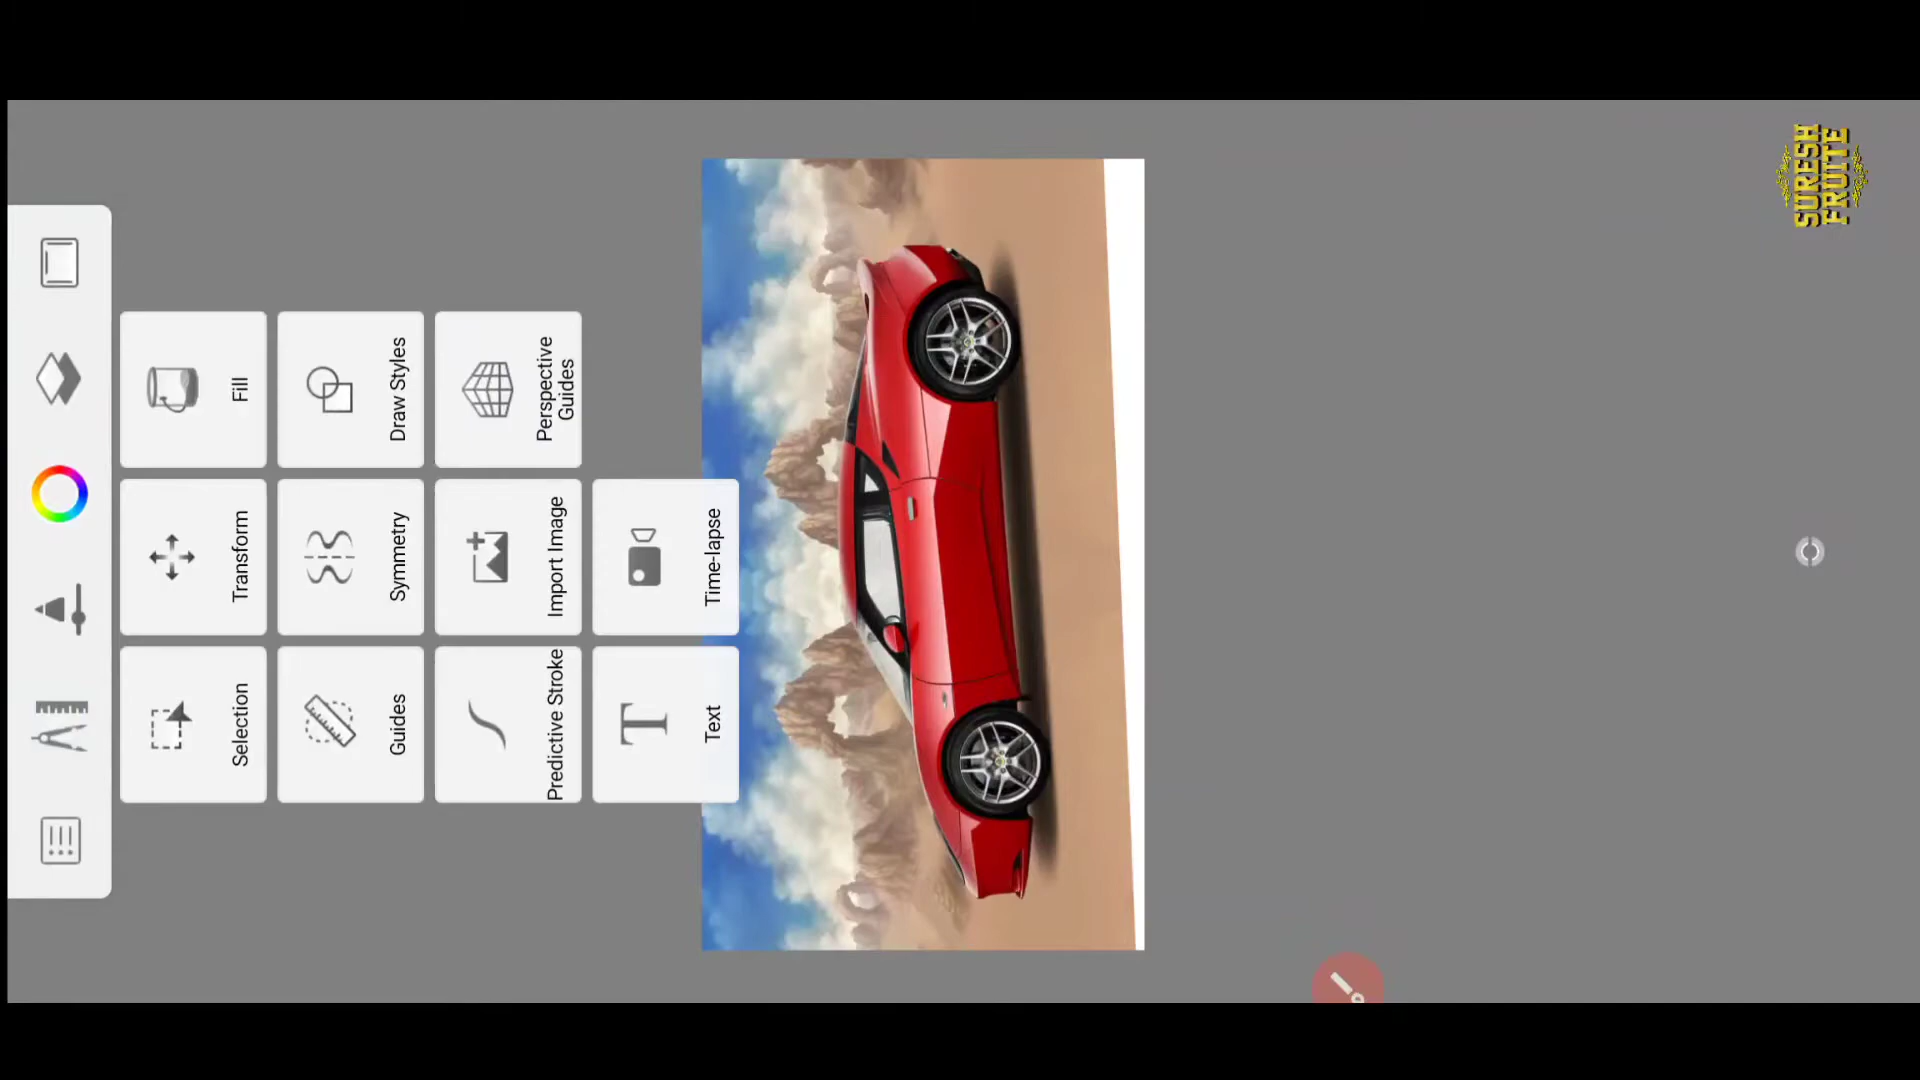 Selection
Transform
Fill
Guides
Symmetry
Draw Styles
Predictive Stroke
Import Image
Perspective
Guides
Text
Time-lapse
SURESH
FRUITE